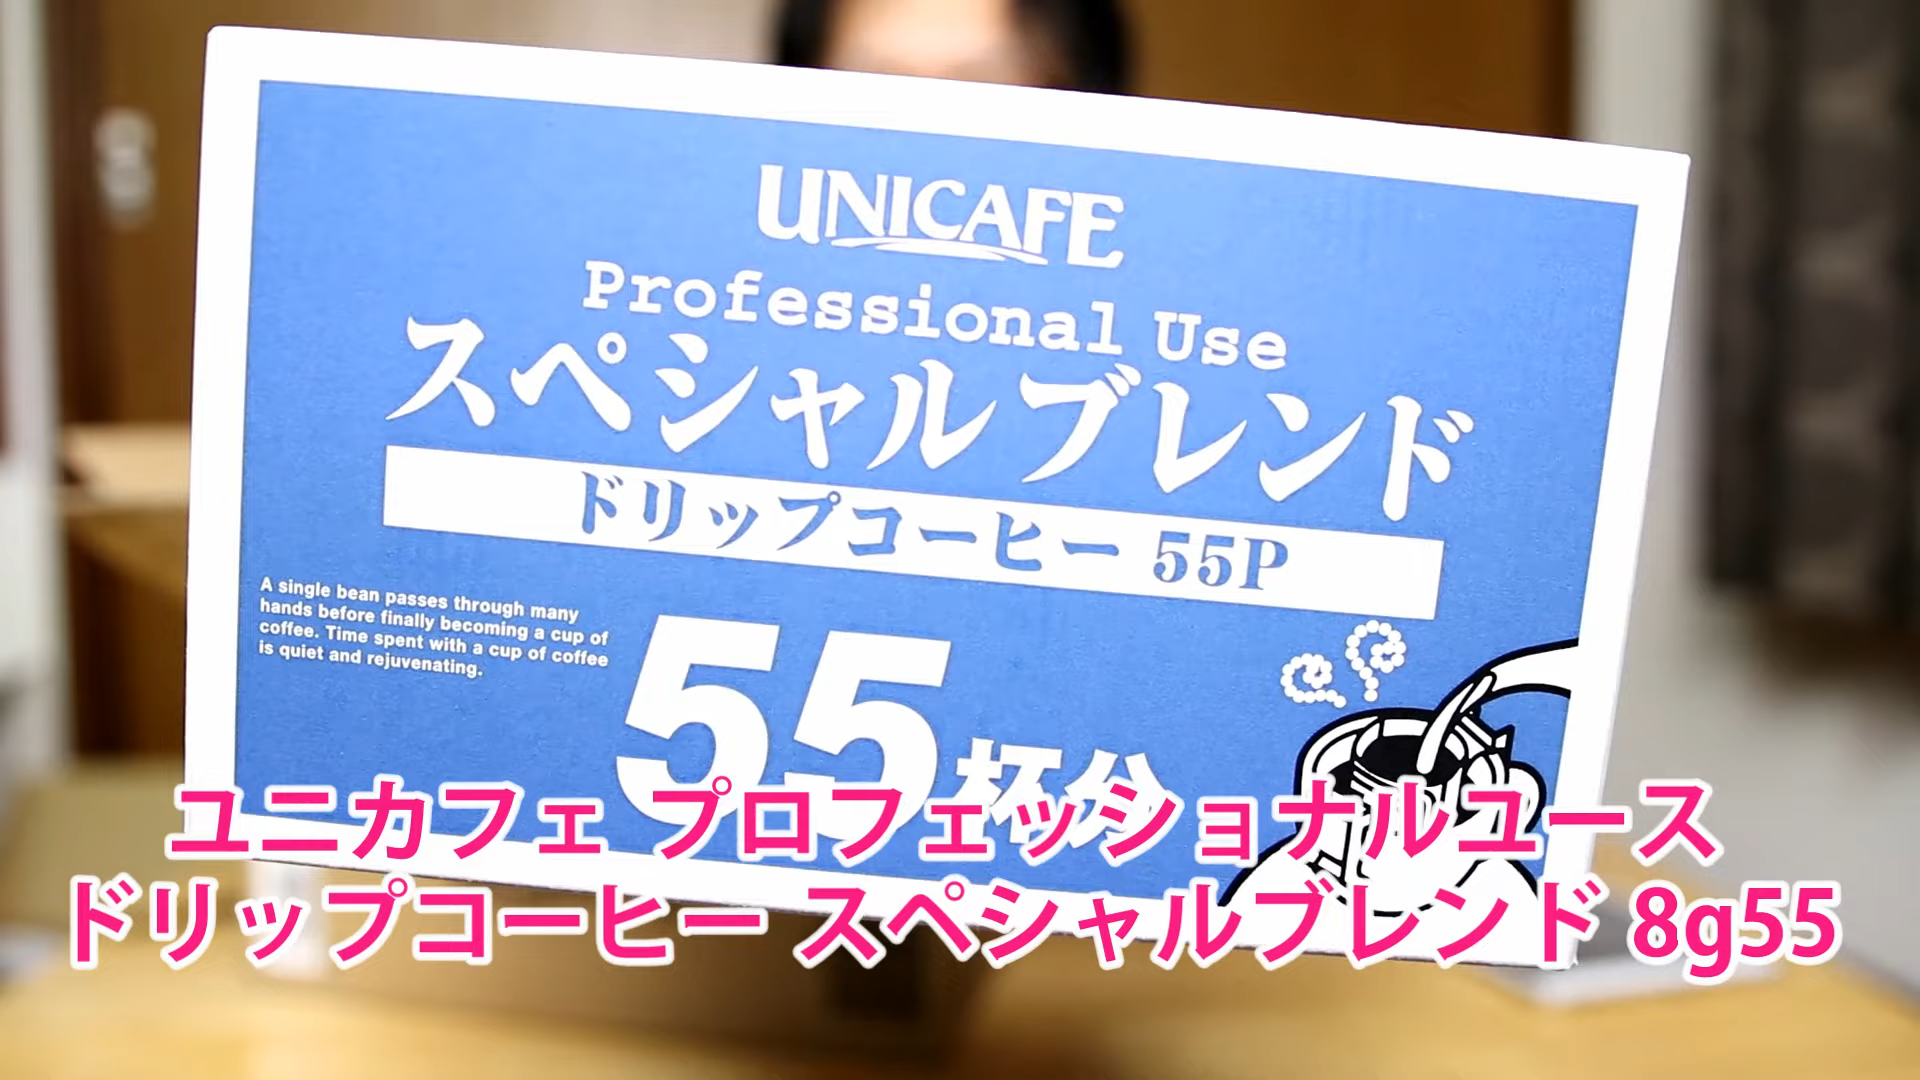 UNICAFE
Professional Use
スペシャルブレンド
ドリップコーヒー 55P
A single bean passes through many
hands before finally becoming a cup of
coffee. Time spent with a cup of coffee
is quiet and rejuvenating.
55杯分
ユニカフェ プロフェッショナルユース
ドリップコーヒー スペシャルブレンド 8g55